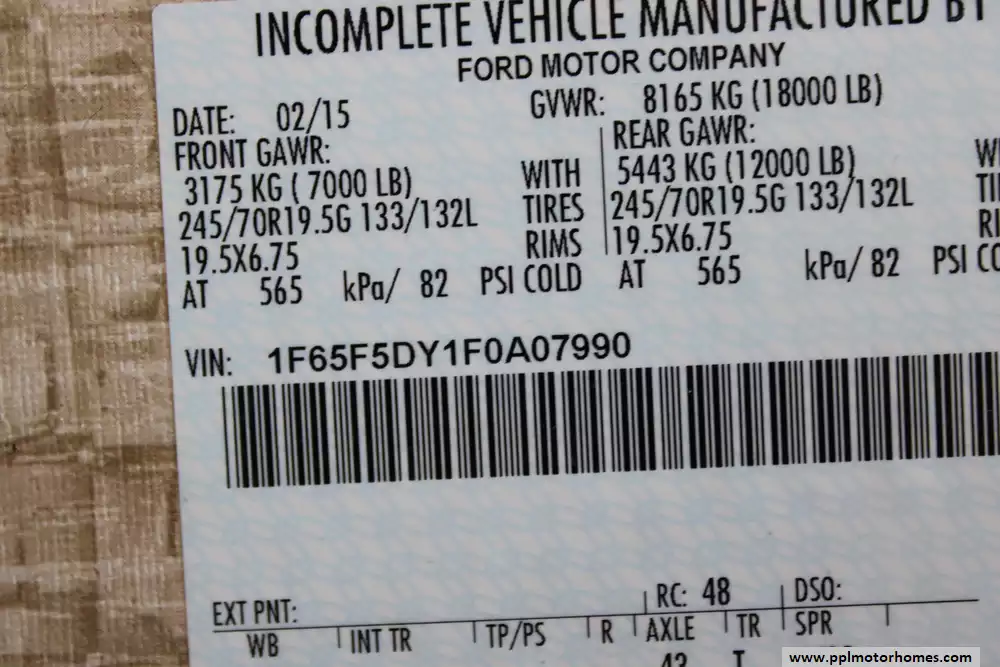 INCOMPLETE VEHICLE MANUFACTURED BY
FORD MOTOR COMPANY
DATE: 02/15 GVWR: 8165 KG (18000 LB)
FRONT GAWR: REAR GAWR:
3175 KG ( 7000 LB) WITH 5443 KG (12000 LB)
245/70R19.5G 133/132L TIRES 245/70R19.5G 133/132L
19.5X6.75 RIMS 19.5X6.75
AT 565 kPa/ 82 PSI COLD AT 565 kPa/ 82 PSI
VIN: 1F65F5DY1F0A07990
EXT PNT: RC: 48 DSO:
WB INT TR TP/PS R AXLE TR SPR
www.pplmotorhomes.com